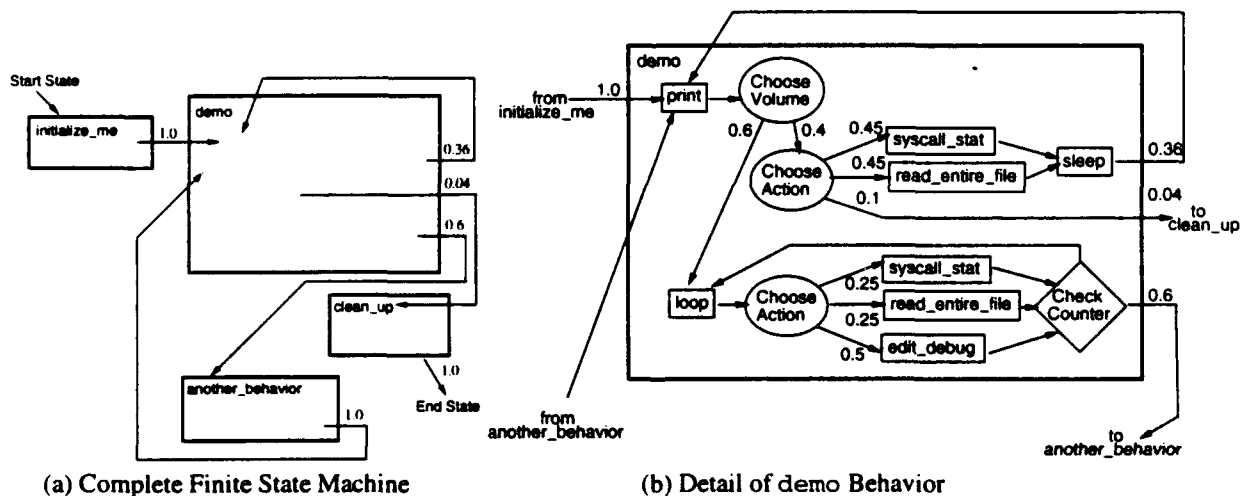 Start State
initialize_me
1.0
demo
0.36
0.04
0.6
clean_up
1.0
End State
another_behavior
1.0
(a) Complete Finite State Machine
demo
from
initialize_me
1.0
print
Choose
Volume
0.6
0.4
Choose
Action
0.45
syscall_stat
0.45
read_entire_file
0.1
sleep
0.36
0.04
to
clean_up
loop
Choose
Action
0.25
syscall_stat
0.25
read_entire_file
0.5
edit_debug
Check
Counter
0.6
from
another_behavior
to
another_behavior
(b) Detail of demo Behavior